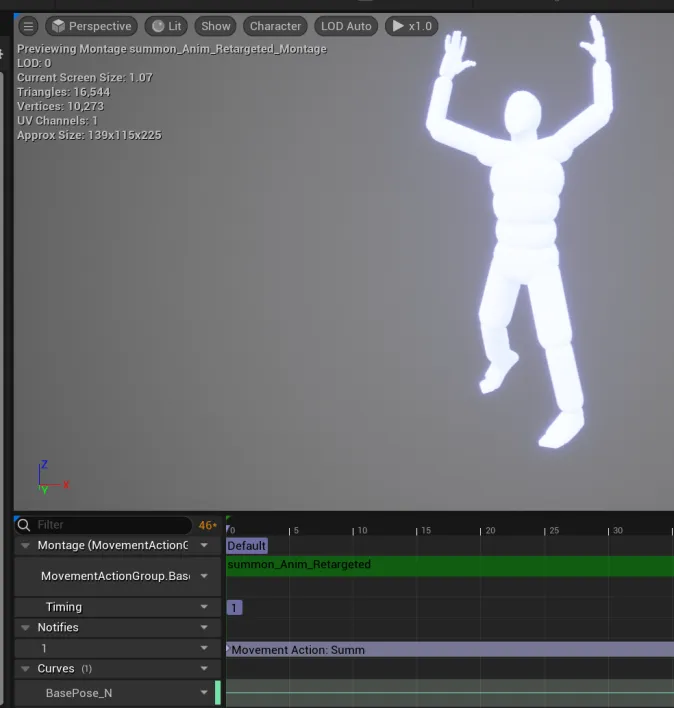 Perspective Lit Show Character LOD Auto x1.0
Previewing Montage summon_Anim_Retargeted_Montage
LOD: 0
Current Screen Size: 1.07
Triangles: 16,544
Vertices: 10,273
UV Channels: 1
Approx Size: 139x115x225
Z
X
Y
Filter 46* 0 5 10 15 20 25 30
Montage (MovementActionG Default
summon_Anim_Retargeted
MovementActionGroup.Bas
Timing 1
Notifies
1 Movement Action: Summ
Curves (1)
BasePose_N